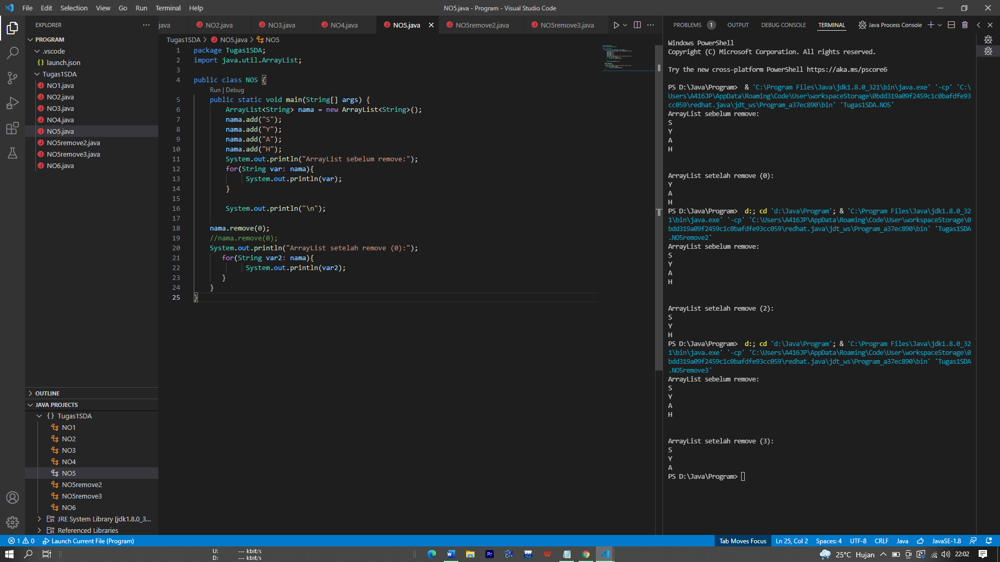 File Edit Selection View Go Run Terminal Help
NO5.java - Program - Visual Studio Code
EXPLORER
PROGRAM
.vscode
launch.json
Tugas1SDA
NO1.java
NO2.java
NO3.java
NO4.java
NO5.java
NO5remove2.java
NO5remove3.java
NO6.java
OUTLINE
JAVA PROJECTS
{} Tugas1SDA
NO1
NO2
NO3
NO4
NO5
NO5remove2
NO5remove3
NO6
JRE System Library [jdk1.8.0_3...
Referenced Libraries
java NO2.java NO3.java NO4.java NO5.java NO5remove2.java NO5remove3.java
Tugas1SDA > NO5.java > NO5
1 package Tugas1SDA;
2 import java.util.ArrayList;
3
4 public class NO5 {
Run | Debug
5 public static void main(String[] args) {
6 ArrayList<String> nama = new ArrayList<String>();
7 nama.add("S");
8 nama.add("Y");
9 nama.add("A");
10 nama.add("H");
11 System.out.println("ArrayList sebelum remove:");
12 for(String var: nama){
13 System.out.println(var);
14 }
15
16 System.out.println("\n");
17
18 nama.remove(0);
19 //nama.remove(0);
20 System.out.println("ArrayList setelah remove (0):");
21 for(String var2: nama){
22 System.out.println(var2);
23 }
24 }
25 }
PROBLEMS 1 OUTPUT DEBUG CONSOLE TERMINAL Java Process Console
Windows PowerShell
Copyright (C) Microsoft Corporation. All rights reserved.
Try the new cross-platform PowerShell https://aka.ms/pscore6
PS D:\Java\Program>  & 'C:\Program Files\Java\jdk1.8.0_321\bin\java.exe' '-cp' 'C:\
Users\A416JP\AppData\Roaming\Code\User\workspaceStorage\0bdd319a09f2459c1c0bafdfe93
cc059\redhat.java\jdt_ws\Program_a37ec890\bin' 'Tugas1SDA.NO5'
ArrayList sebelum remove:
S
Y
A
H
ArrayList setelah remove (0):
Y
A
H
PS D:\Java\Program>  d:; cd 'd:\Java\Program'; & 'C:\Program Files\Java\jdk1.8.0_32
1\bin\java.exe' '-cp' 'C:\Users\A416JP\AppData\Roaming\Code\User\workspaceStorage\0
bdd319a09f2459c1c0bafdfe93cc059\redhat.java\jdt_ws\Program_a37ec890\bin' 'Tugas1SDA
.NO5remove2'
ArrayList sebelum remove:
S
Y
A
H
ArrayList setelah remove (2):
S
Y
H
PS D:\Java\Program>  d:; cd 'd:\Java\Program'; & 'C:\Program Files\Java\jdk1.8.0_32
1\bin\java.exe' '-cp' 'C:\Users\A416JP\AppData\Roaming\Code\User\workspaceStorage\0
bdd319a09f2459c1c0bafdfe93cc059\redhat.java\jdt_ws\Program_a37ec890\bin' 'Tugas1SDA
.NO5remove3'
ArrayList sebelum remove:
S
Y
A
H
ArrayList setelah remove (3):
S
Y
A
PS D:\Java\Program>
1 0 Launch Current File (Program)
Tab Moves Focus Ln 25, Col 2 Spaces: 4 UTF-8 CRLF Java JavaSE-1.8
U: --- kbit/s
D: --- kbit/s
25°C Hujan 22:02